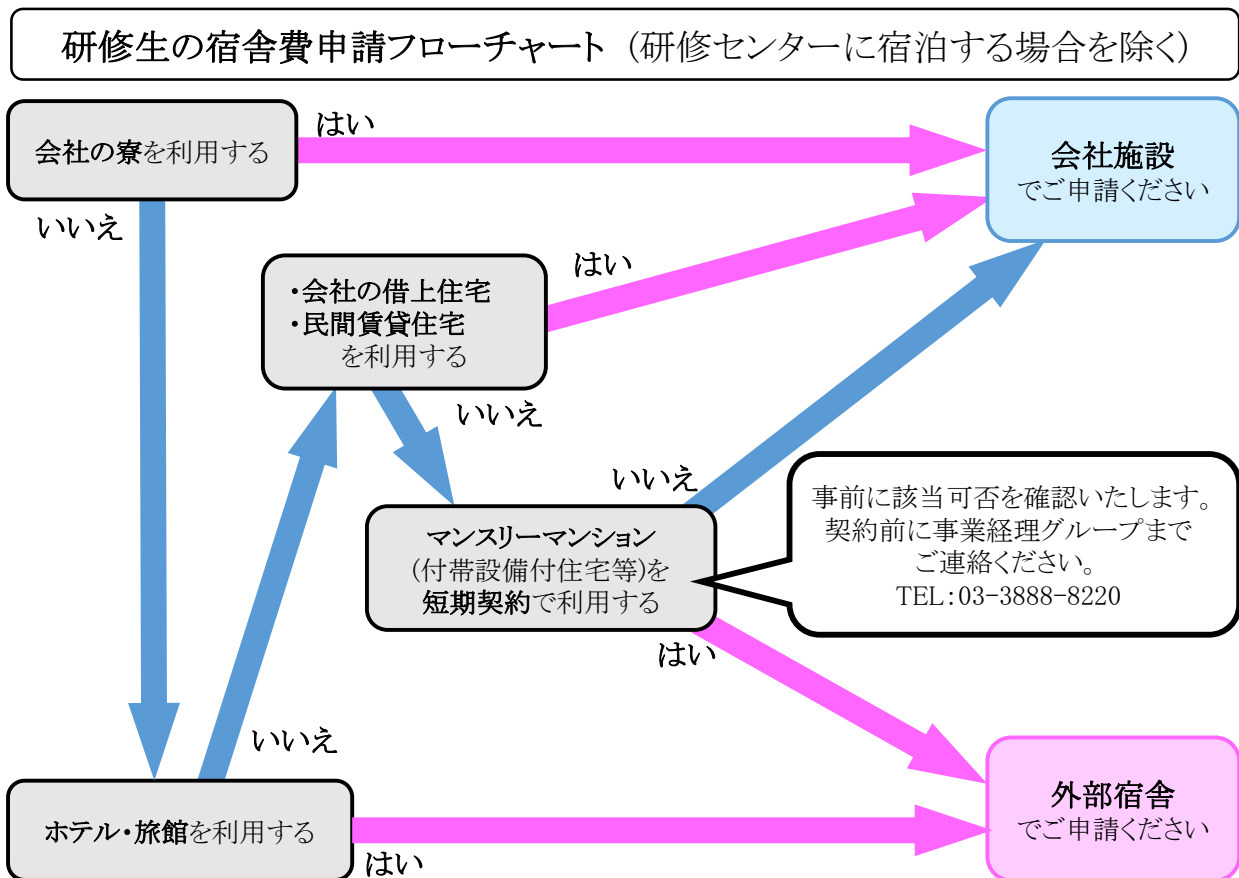 研修生の宿舎費申請フローチャート (研修センターに宿泊する場合を除く)
会社の寮を利用する
はい
会社施設
でご申請ください
いいえ
・会社の借上住宅
・民間賃貸住宅
を利用する
はい
いいえ
マンスリーマンション
(付帯設備付住宅等)を
短期契約で利用する
いいえ
事前に該当可否を確認いたします。
契約前に事業経理グループまで
ご連絡ください。
TEL:03-3888-8220
はい
いいえ
ホテル・旅館を利用する
はい
外部宿舎
でご申請ください